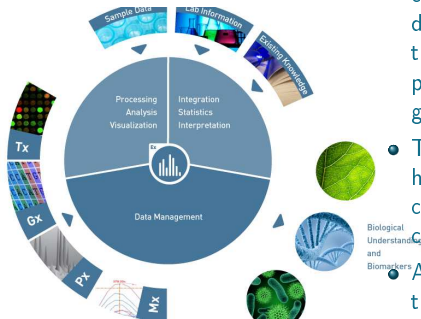 Sample Data
Lab Information
Existing Knowledge
Processing
Analysis
Visualization
Integration
Statistics
Interpretation
Ex
Data Management
Tx
Gx
Px
Mx
Biological
Understanding
and
Biomarkers
d
t
p
g
T
h
c
c
A
t